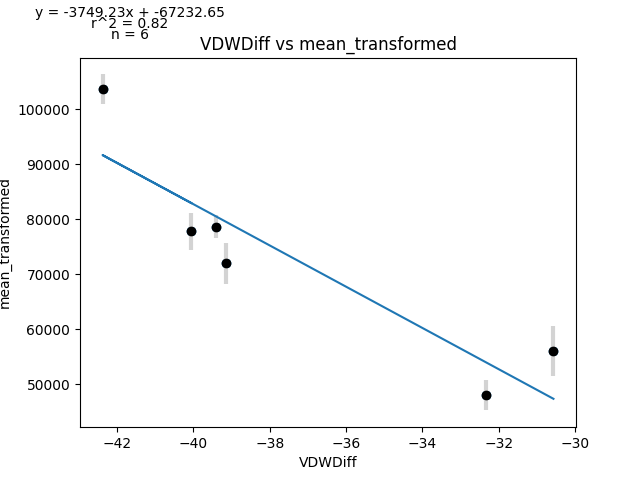 y = -3749.23x + -67232.65
r^2 = 0.82
n = 6
VDWDiff vs mean_transformed
mean_transformed
100000
90000
80000
70000
60000
50000
−42
−40
−38
−36
−34
−32
−30
VDWDiff